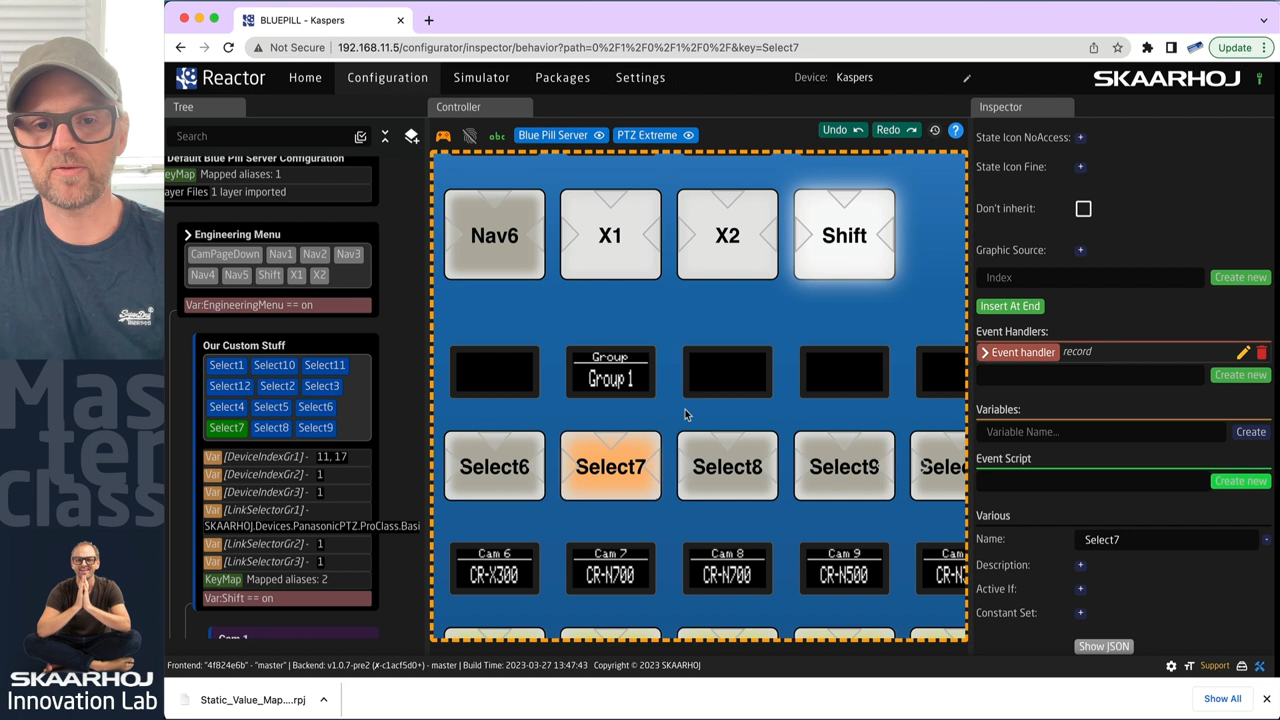 BLUEPILL - Kaspers
Not Secure
192.168.11.5/configurator/inspector/behavior?path=0%2F1%2F0%2F1%2F0%2F&key=Select7
Update
Reactor
Home
Configuration
Simulator
Packages
Settings
Device:
Kaspers
SKAARHOJ
Tree
Search
Default Blue Pill Server Configuration
eyMap Mapped aliases: 1
ayer Files 1 layer imported
Engineering Menu
CamPageDown Nav1 Nav2 Nav3
Nav4 Nav5 Shift X1 X2
Var:EngineeringMenu == on
Our Custom Stuff
Select1 Select10 Select11
Select12 Select2 Select3
Select4 Select5 Select6
Select7 Select8 Select9
Var [DeviceIndexGr1] - 11, 17
Var [DeviceIndexGr2] - 1
Var [DeviceIndexGr3] - 1
Var [LinkSelectorGr1] -
SKAARHOJ.Devices.PanasonicPTZ.ProClass.Basi
Var [LinkSelectorGr2] - 1
Var [LinkSelectorGr3] - 1
KeyMap Mapped aliases: 2
Var:Shift == on
Cam 1
Controller
abc
Blue Pill Server
PTZ Extreme
Undo
Redo
?
Nav6
X1
X2
Shift
Group
Group 1
Select6
Select7
Select8
Select9
Selec
Cam 6
CR-X300
Cam 7
CR-N700
Cam 8
CR-N700
Cam 9
CR-N500
Cam
CR-N
Inspector
State Icon NoAccess: +
State Icon Fine: +
Don't inherit:
Graphic Source: +
Index
Create new
Insert At End
Event Handlers:
Event handler record
Create new
Variables:
Variable Name...
Create
Event Script
Create new
Various
Name: Select7
Description: +
Active If: +
Constant Set: +
Show JSON
Frontend: "4f824e6b" - "master" | Backend: v1.0.7-pre2 (X-c1acf5d0+) - master | Build Time: 2023-03-27 13:47:43 Copyright © 2023 SKAARHOJ
Support
Static_Value_Map....rpj
Show All
Mas
ter
Class
SKAARHOJ
Innovation Lab